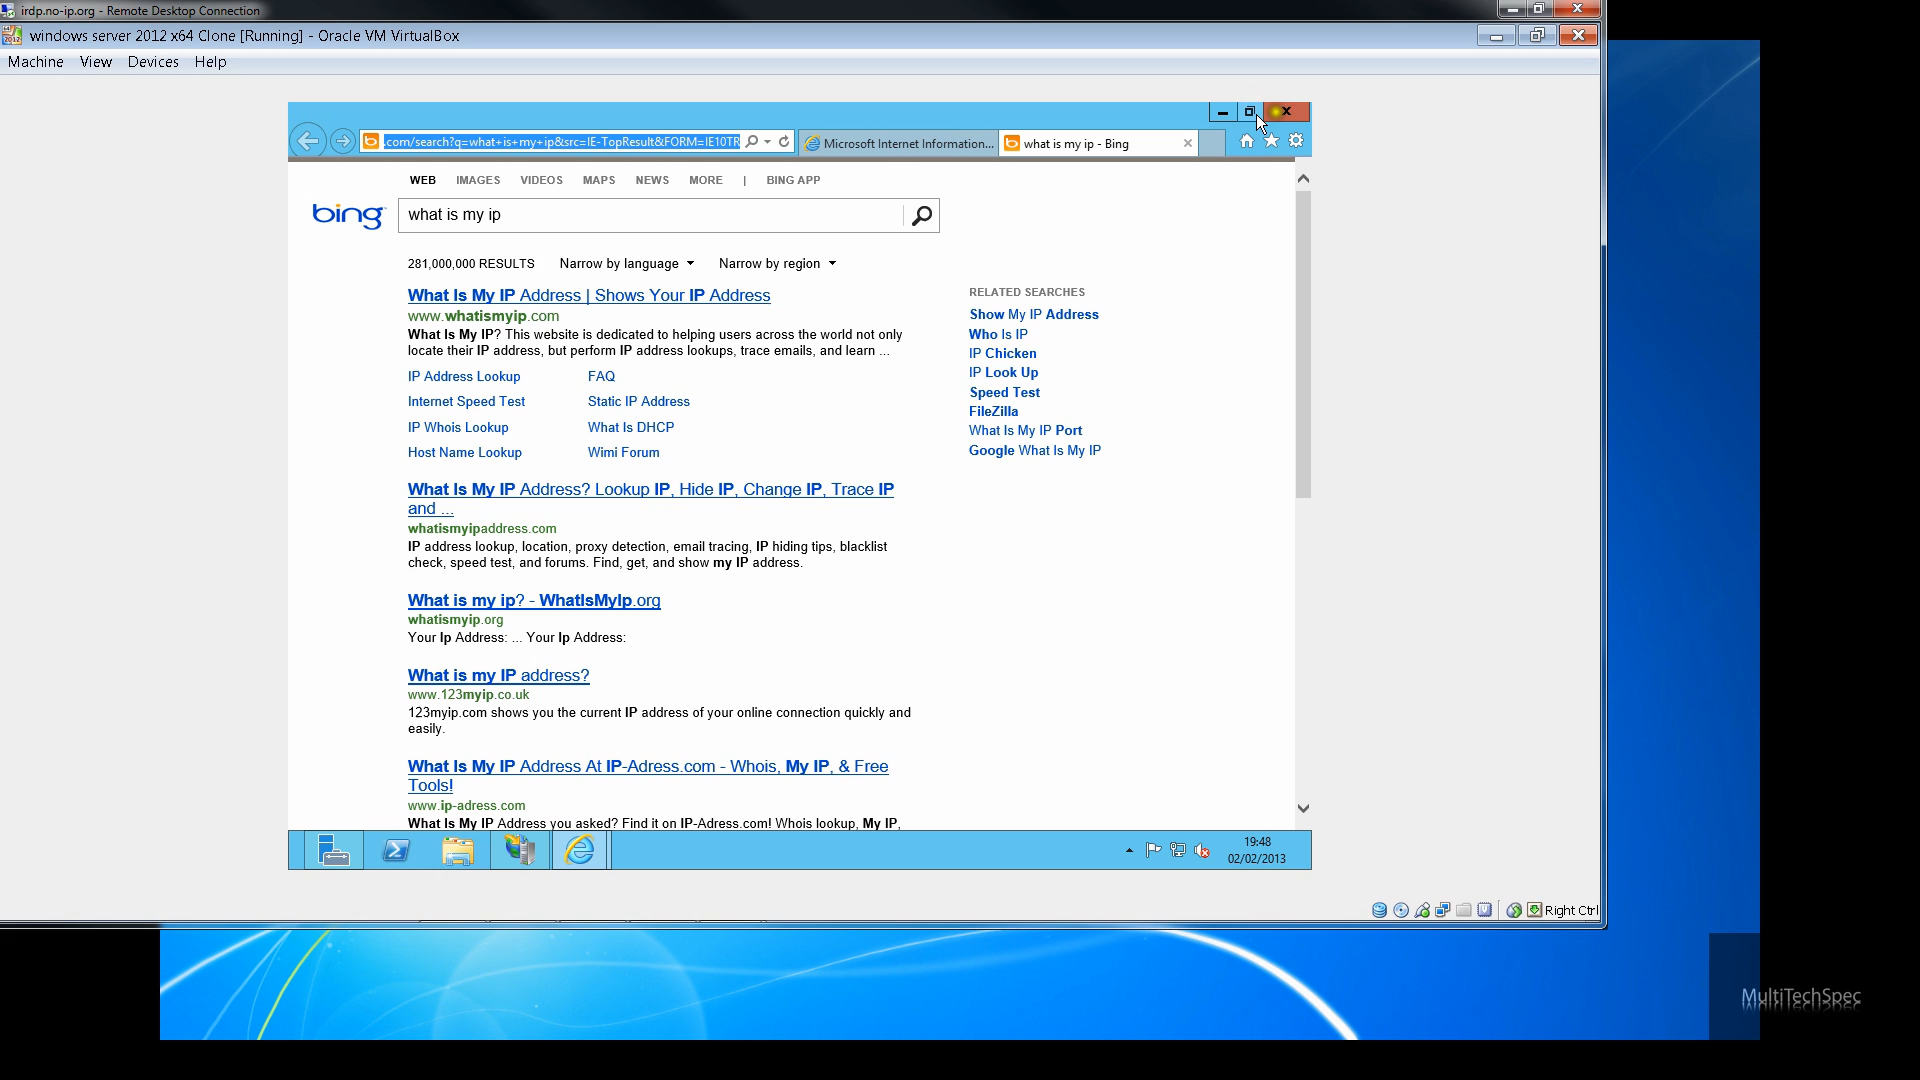 irdp.no-ip.org - Remote Desktop Connection
windows server 2012 x64 Clone [Running] - Oracle VM VirtualBox
Machine View Devices Help
.com/search?q=what+is+my+ip&src=IE-TopResult&FORM=IE10TR
Microsoft Internet Information...
what is my ip - Bing
WEB IMAGES VIDEOS MAPS NEWS MORE | BING APP
bing
what is my ip
281,000,000 RESULTS Narrow by language Narrow by region
What Is My IP Address | Shows Your IP Address
www.whatismyip.com
What Is My IP? This website is dedicated to helping users across the world not only
locate their IP address, but perform IP address lookups, trace emails, and learn ...
IP Address Lookup FAQ
Internet Speed Test Static IP Address
IP Whois Lookup What Is DHCP
Host Name Lookup Wimi Forum
What Is My IP Address? Lookup IP, Hide IP, Change IP, Trace IP
and ...
whatismyipaddress.com
IP address lookup, location, proxy detection, email tracing, IP hiding tips, blacklist
check, speed test, and forums. Find, get, and show my IP address.
What is my ip? - WhatIsMyIp.org
whatismyip.org
Your Ip Address: ... Your Ip Address:
What is my IP address?
www.123myip.co.uk
123myip.com shows you the current IP address of your online connection quickly and
easily.
What Is My IP Address At IP-Adress.com - Whois, My IP, & Free
Tools!
www.ip-adress.com
What Is My IP Address you asked? Find it on IP-Adress.com! Whois lookup, My IP,
RELATED SEARCHES
Show My IP Address
Who Is IP
IP Chicken
IP Look Up
Speed Test
FileZilla
What Is My IP Port
Google What Is My IP
19:48
02/02/2013
Right Ctrl
MultiTechSpec